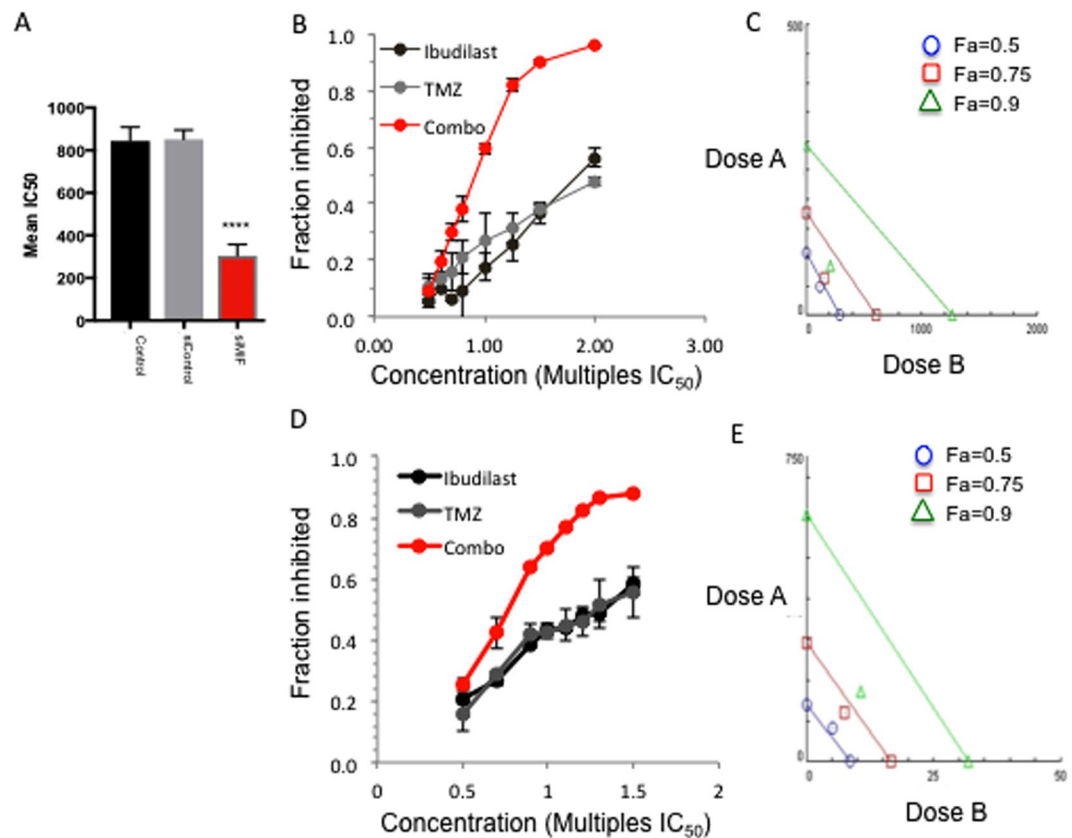 A
1000
800
600
400
200
0
Mean IC50
****
Control
siControl
siMIF
B
1.0
0.8
0.6
0.4
0.2
0.0
Fraction inhibited
Ibudilast
TMZ
Combo
0.00
1.00
2.00
3.00
Concentration (Multiples IC₅₀)
C
500
0
Dose A
Fa=0.5
Fa=0.75
Fa=0.9
0
1000
2000
Dose B
D
1.0
0.8
0.6
0.4
0.2
0.0
Fraction inhibited
Ibudilast
TMZ
Combo
0
0.5
1
1.5
2
Concentration (Multiples IC₅₀)
E
750
0
Dose A
Fa=0.5
Fa=0.75
Fa=0.9
0
25
50
Dose B